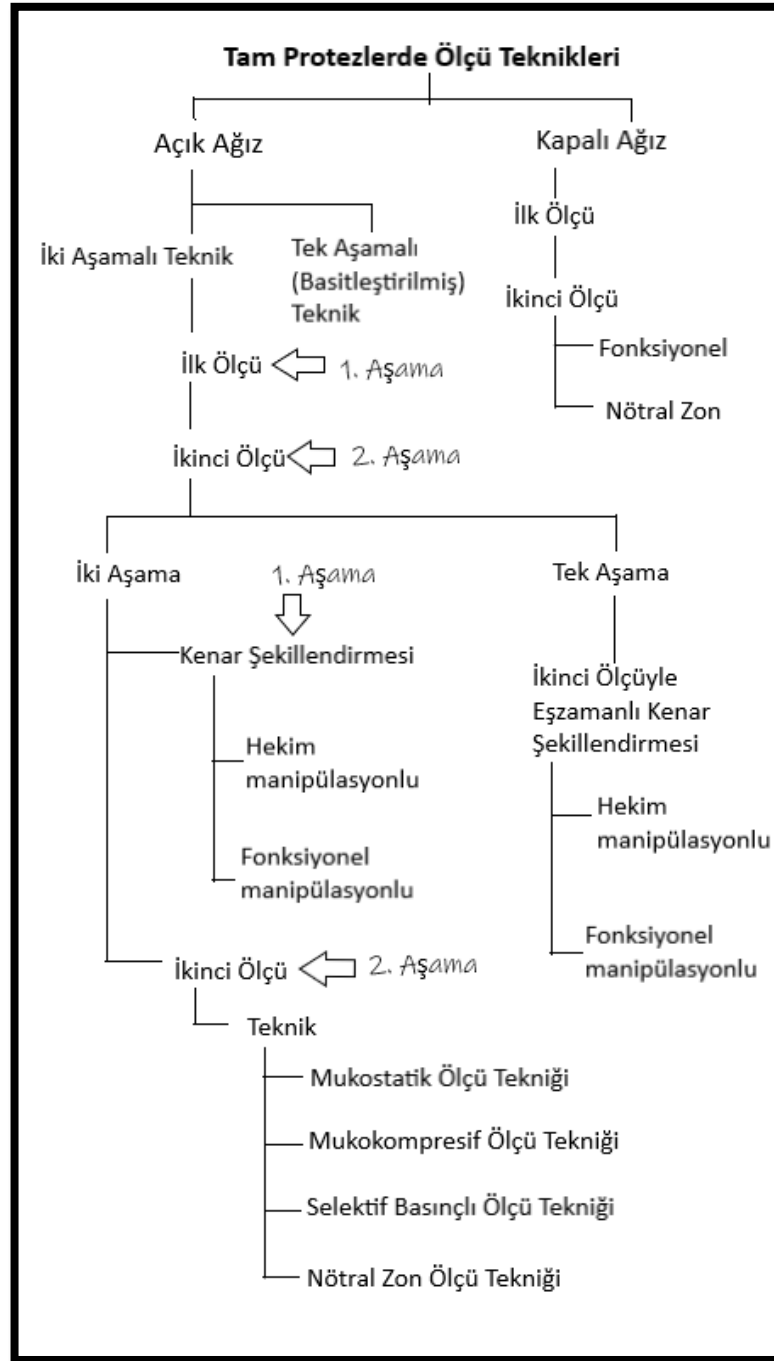 Tam Protezlerde Ölçü Teknikleri
Açık Ağız
Kapalı Ağız
İki Aşamalı Teknik
Tek Aşamalı
(Basitleştirilmiş)
Teknik
İlk Ölçü
İkinci Ölçü
Fonksiyonel
Nötral Zon
İlk Ölçü
1. Aşama
İkinci Ölçü
2. Aşama
İki Aşama
1. Aşama
Tek Aşama
Kenar Şekillendirmesi
Hekim
manipülasyonlu
Fonksiyonel
manipülasyonlu
İkinci Ölçüyle
Eşzamanlı Kenar
Şekillendirmesi
Hekim
manipülasyonlu
Fonksiyonel
manipülasyonlu
İkinci Ölçü
2. Aşama
Teknik
Mukostatik Ölçü Tekniği
Mukokompresif Ölçü Tekniği
Selektif Basınçlı Ölçü Tekniği
Nötral Zon Ölçü Tekniği